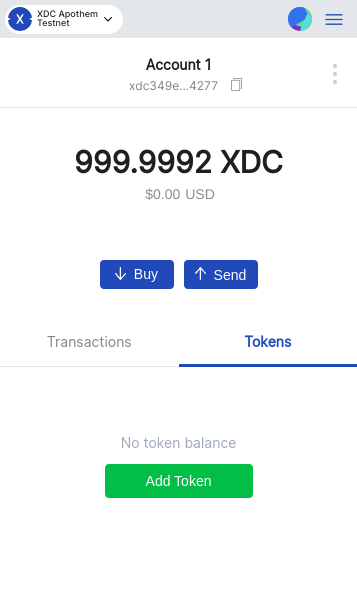 X
XDC Apothem
Testnet
Account 1
xdc349e...4277
999.9992 XDC
$0.00 USD
Buy
Send
Transactions
Tokens
No token balance
Add Token